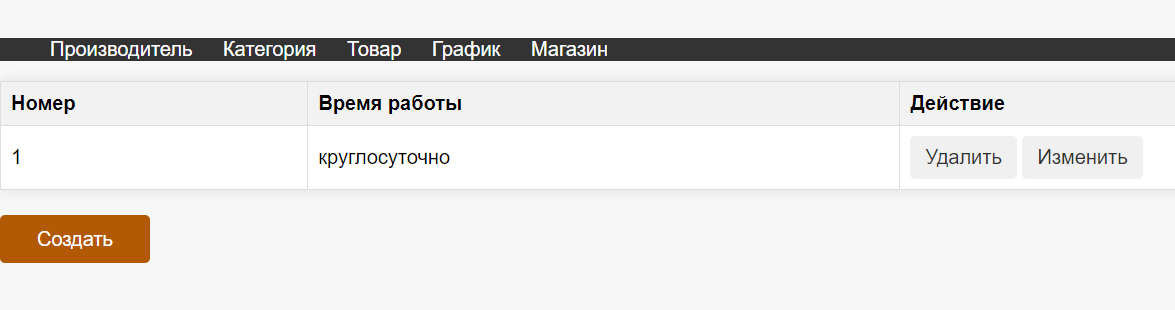 Производитель Категория Товар График Магазин
Номер Время работы Действие
1 круглосуточно Удалить Изменить
Создать